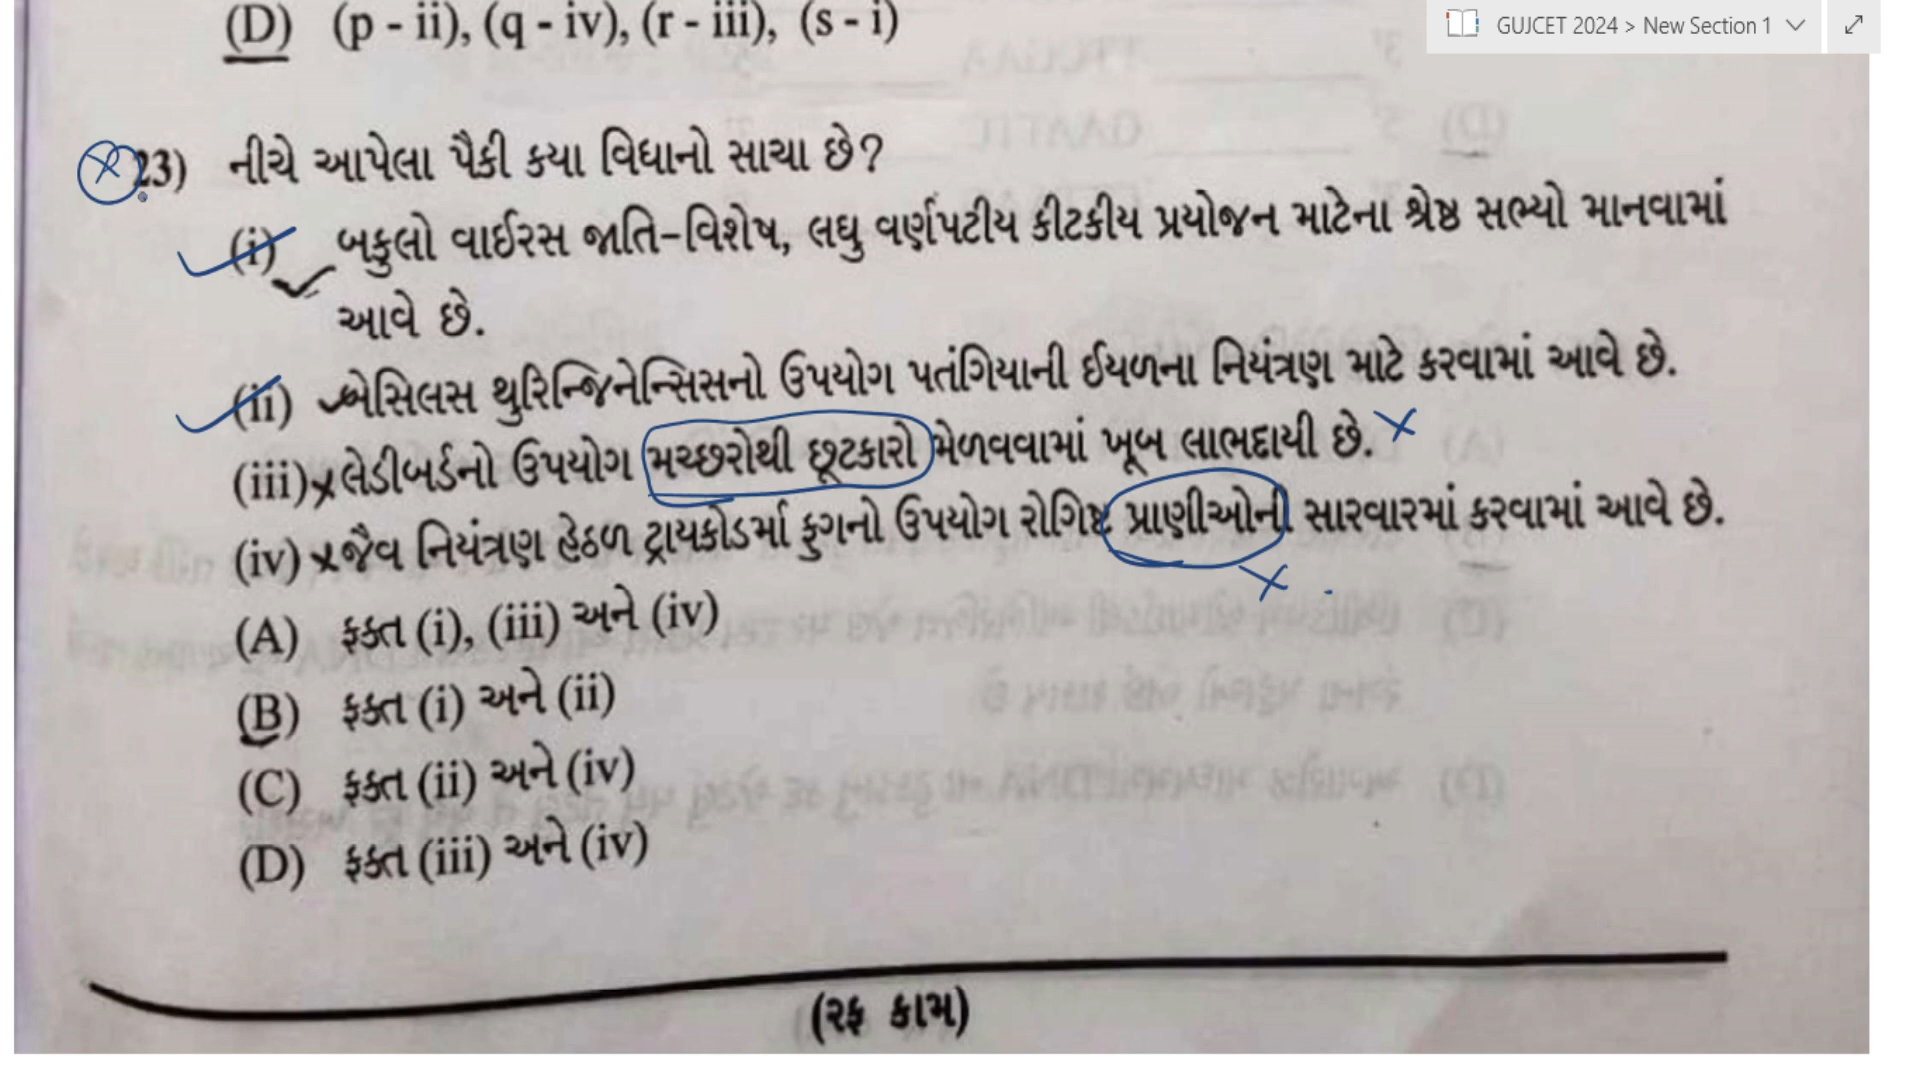 GUJCET 2024 > New Section 1
(D) (p - ii), (q - iv), (r - iii), (s - i)
23) નીચે આપેલા પૈકી કયા વિધાનો સાચા છે?
(i) બકુલો વાઈરસ જાતિ-વિશેષ, લઘુ વર્ણપટીય કીટકીય પ્રયોજન માટેના શ્રેષ્ઠ સભ્યો માનવામાં
આવે છે.
(ii) બેસિલસ થુરિન્જિનેન્સિસનો ઉપયોગ પતંગિયાની ઈયળના નિયંત્રણ માટે કરવામાં આવે છે.
(iii) લેડીબર્ડનો ઉપયોગ મચ્છરોથી છૂટકારો મેળવવામાં ખૂબ લાભદાયી છે.
(iv) જૈવ નિયંત્રણ હેઠળ ટ્રાયકોડર્મા ફુગનો ઉપયોગ રોગિષ્ટ પ્રાણીઓની સારવારમાં કરવામાં આવે છે.
(A) ફક્ત (i), (iii) અને (iv)
(B) ફક્ત (i) અને (ii)
(C) ફક્ત (ii) અને (iv)
(D) ફક્ત (iii) અને (iv)
(રફ કામ)